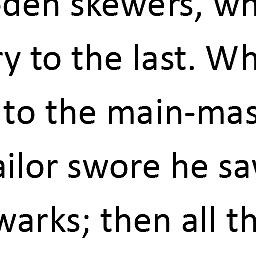 den skewers, wh
ry to the last. Wh
to the main-mas
ailor swore he sav
warks; then all th